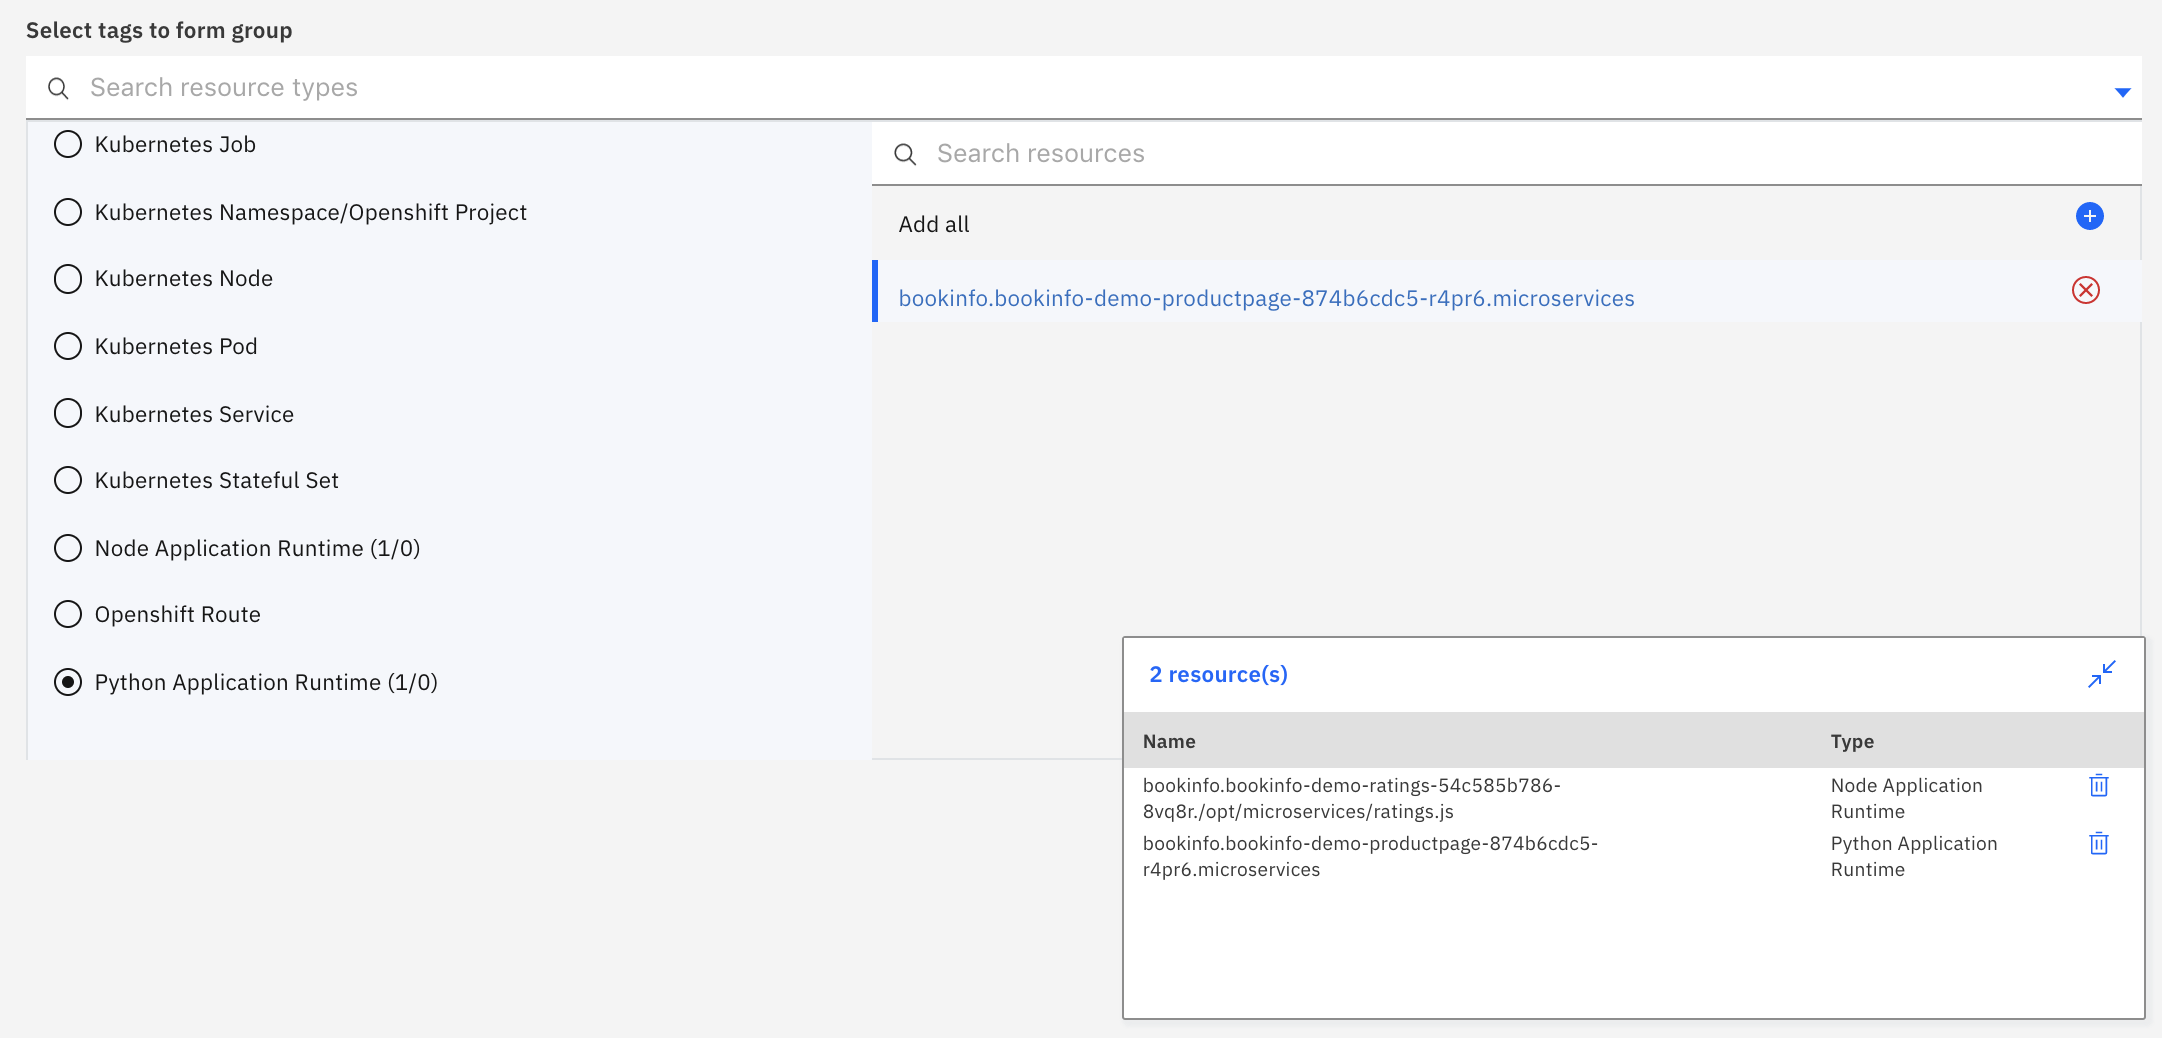 Select tags to form group
Search resource types
Kubernetes Job
Kubernetes Namespace/Openshift Project
Kubernetes Node
Kubernetes Pod
Kubernetes Service
Kubernetes Stateful Set
Node Application Runtime (1/0)
Openshift Route
Python Application Runtime (1/0)
Search resources
Add all
bookinfo.bookinfo-demo-productpage-874b6cdc5-r4pr6.microservices
2 resource(s)
Name Type
bookinfo.bookinfo-demo-ratings-54c585b786- Node Application
8vq8r./opt/microservices/ratings.js Runtime
bookinfo.bookinfo-demo-productpage-874b6cdc5- Python Application
r4pr6.microservices Runtime